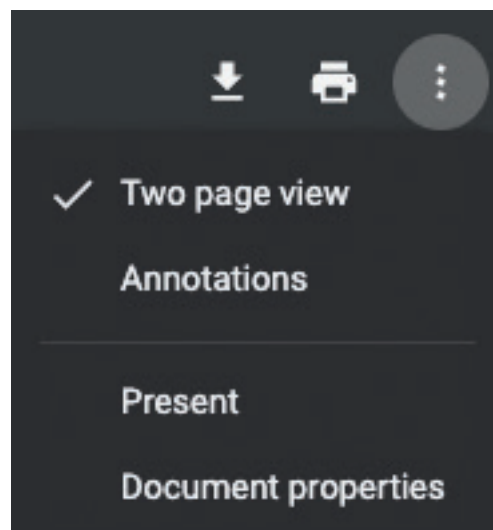 Two page view
Annotations
Present
Document properties